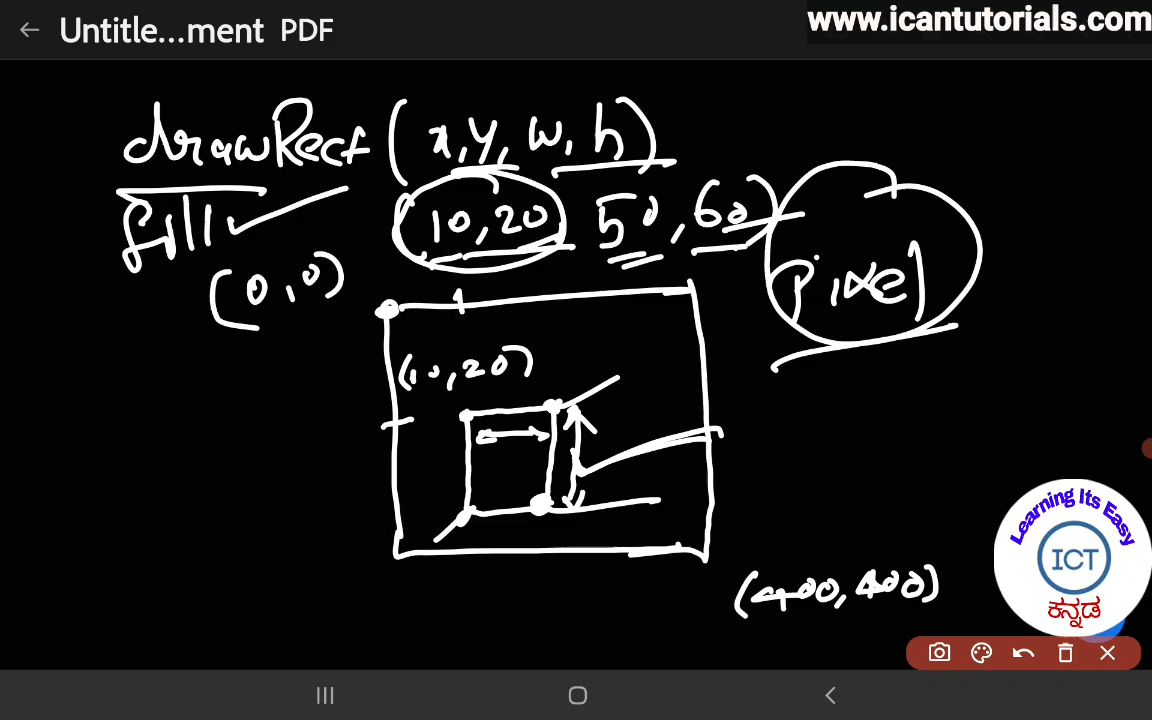 Untitle...ment PDF
www.icantutorials.com
drawRect (x,y, w, h)
fill (10,20) 50, 60
pixel
(0,0)
(10,20)
(400,400)
Learning Its Easy
ICT
ಕನ್ನಡ